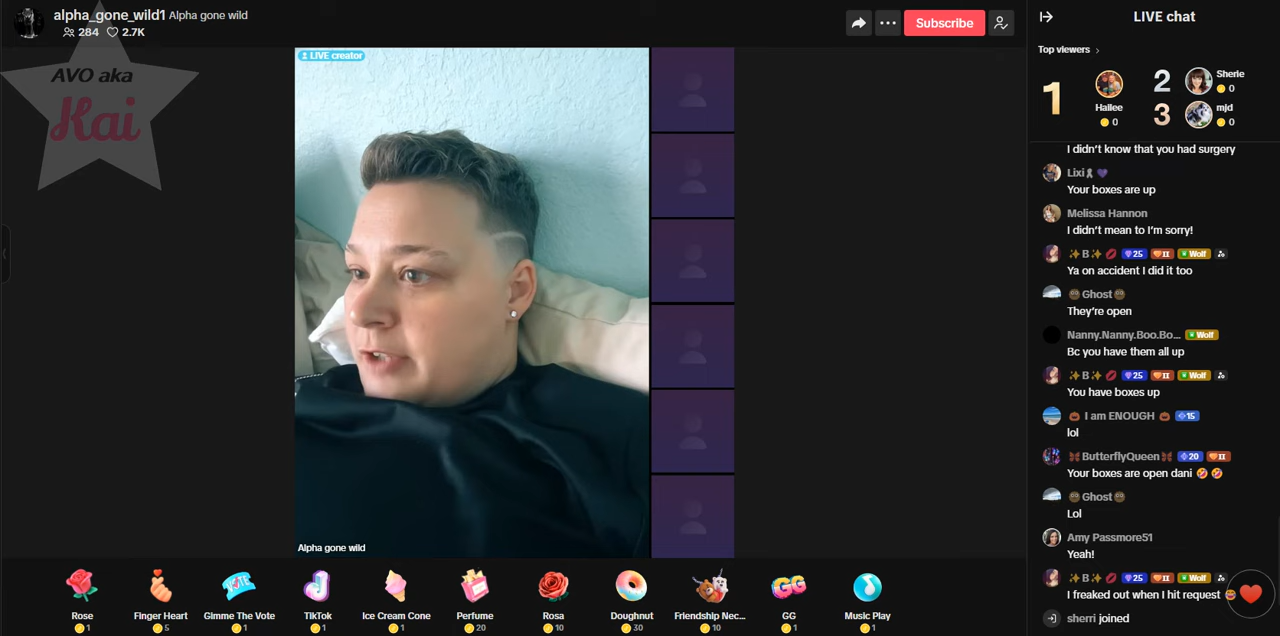 alpha_gone_wild1 Alpha gone wild
284 2.7K
Subscribe
AVO aka
Kai
LIVE creator
Alpha gone wild
Rose
1
Finger Heart
5
Gimme The Vote
1
TikTok
1
Ice Cream Cone
1
Perfume
20
Rosa
10
Doughnut
30
Friendship Nec...
10
GG
1
Music Play
1
LIVE chat
Top viewers
1
Hailee
0
2
Sherie
0
3
mjd
0
I didn't know that you had surgery
Lixi
Your boxes are up
Melissa Hannon
I didn't mean to I'm sorry!
B 25 II Wolf
Ya on accident I did it too
Ghost
They're open
Nanny.Nanny.Boo.Bo... Wolf
Bc you have them all up
B 25 II Wolf
You have boxes up
I am ENOUGH 15
lol
ButterflyQueen 20 II
Your boxes are open dani
Ghost
Lol
Amy Passmore51
Yeah!
B 25 II Wolf
I freaked out when I hit request
sherri joined